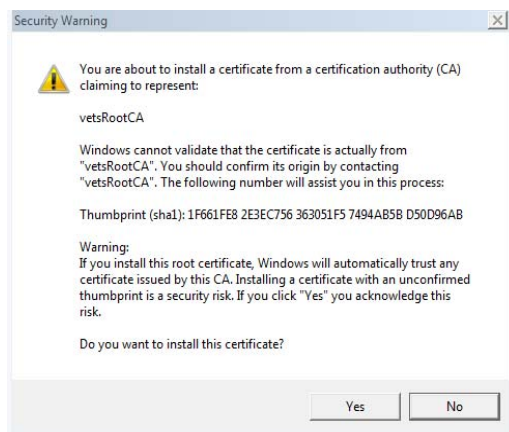 Security Warning
You are about to install a certificate from a certification authority (CA)
claiming to represent:
vetsRootCA
Windows cannot validate that the certificate is actually from
"vetsRootCA". You should confirm its origin by contacting
"vetsRootCA". The following number will assist you in this process:
Thumbprint (sha1): 1F661FE8 2E3EC756 363051F5 7494AB5B D50D96AB
Warning:
If you install this root certificate, Windows will automatically trust any
certificate issued by this CA. Installing a certificate with an unconfirmed
thumbprint is a security risk. If you click "Yes" you acknowledge this
risk.
Do you want to install this certificate?
Yes No